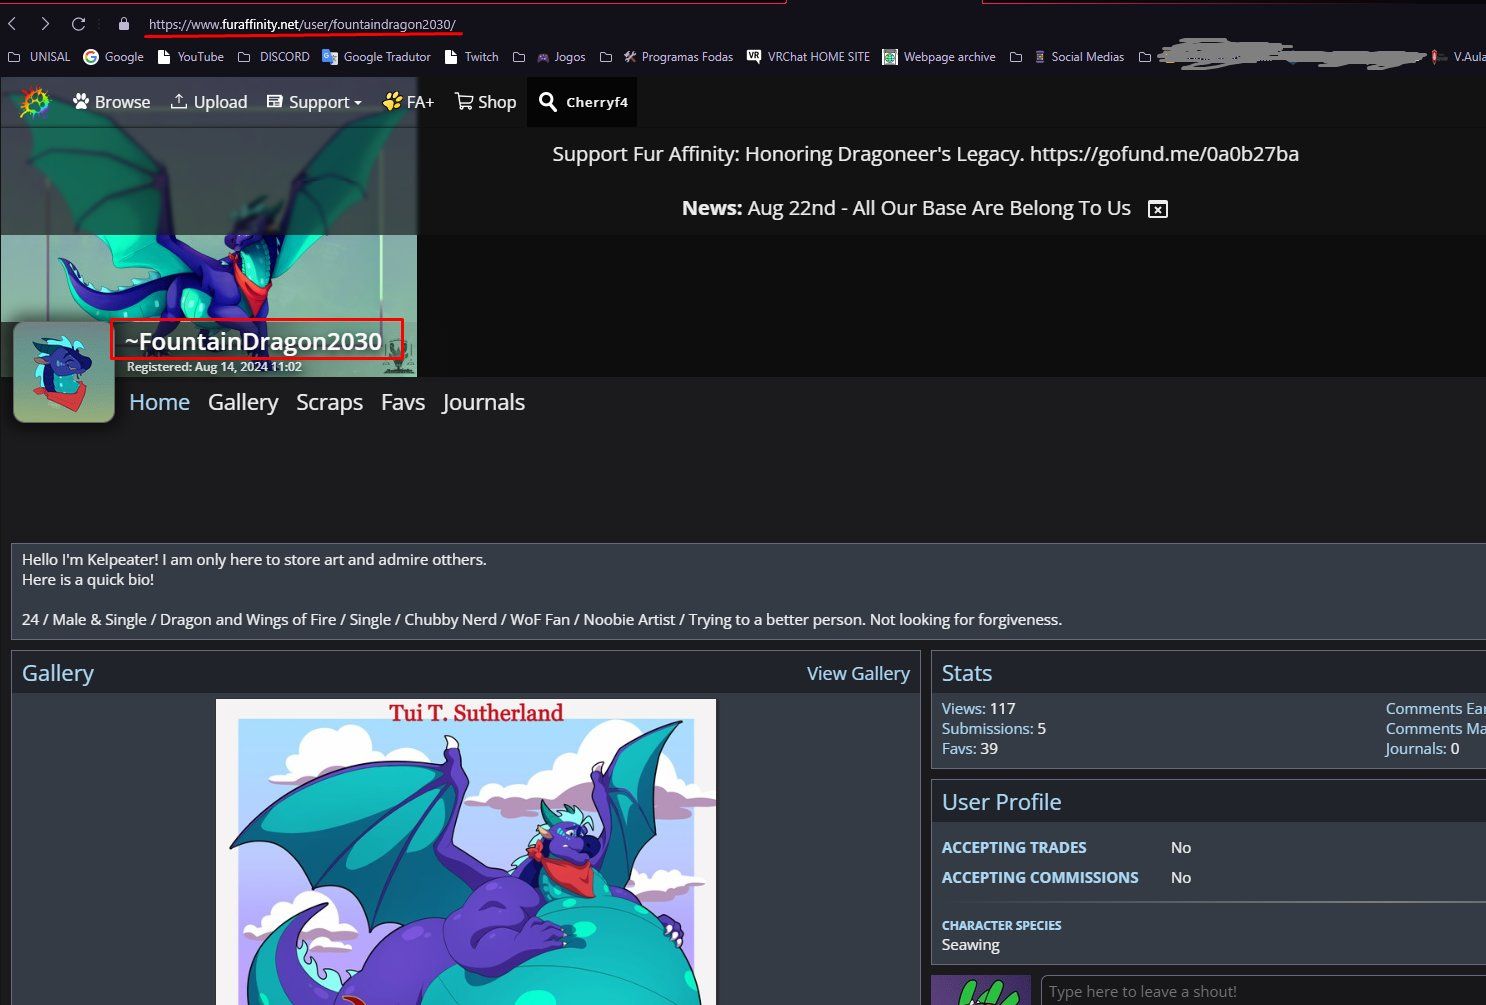 https://www.furaffinity.net/user/fountaindragon2030/
UNISAL Google YouTube DISCORD Google Tradutor Twitch Jogos Programas Fodas VRChat HOME SITE Webpage archive Social Medias V.Aula
Browse Upload Support FA+ Shop Cherryf4
Support Fur Affinity: Honoring Dragoneer's Legacy. https://gofund.me/0a0b27ba
News: Aug 22nd - All Our Base Are Belong To Us
~FountainDragon2030
Registered: Aug 14, 2024 11:02
Home Gallery Scraps Favs Journals
Hello I'm Kelpeater! I am only here to store art and admire otthers.
Here is a quick bio!
24 / Male & Single / Dragon and Wings of Fire / Single / Chubby Nerd / WoF Fan / Noobie Artist / Trying to a better person. Not looking for forgiveness.
Gallery View Gallery
Tui T. Sutherland
Stats
Views: 117 Comments Ear
Submissions: 5 Comments Ma
Favs: 39 Journals: 0
User Profile
ACCEPTING TRADES No
ACCEPTING COMMISSIONS No
CHARACTER SPECIES
Seawing
Type here to leave a shout!